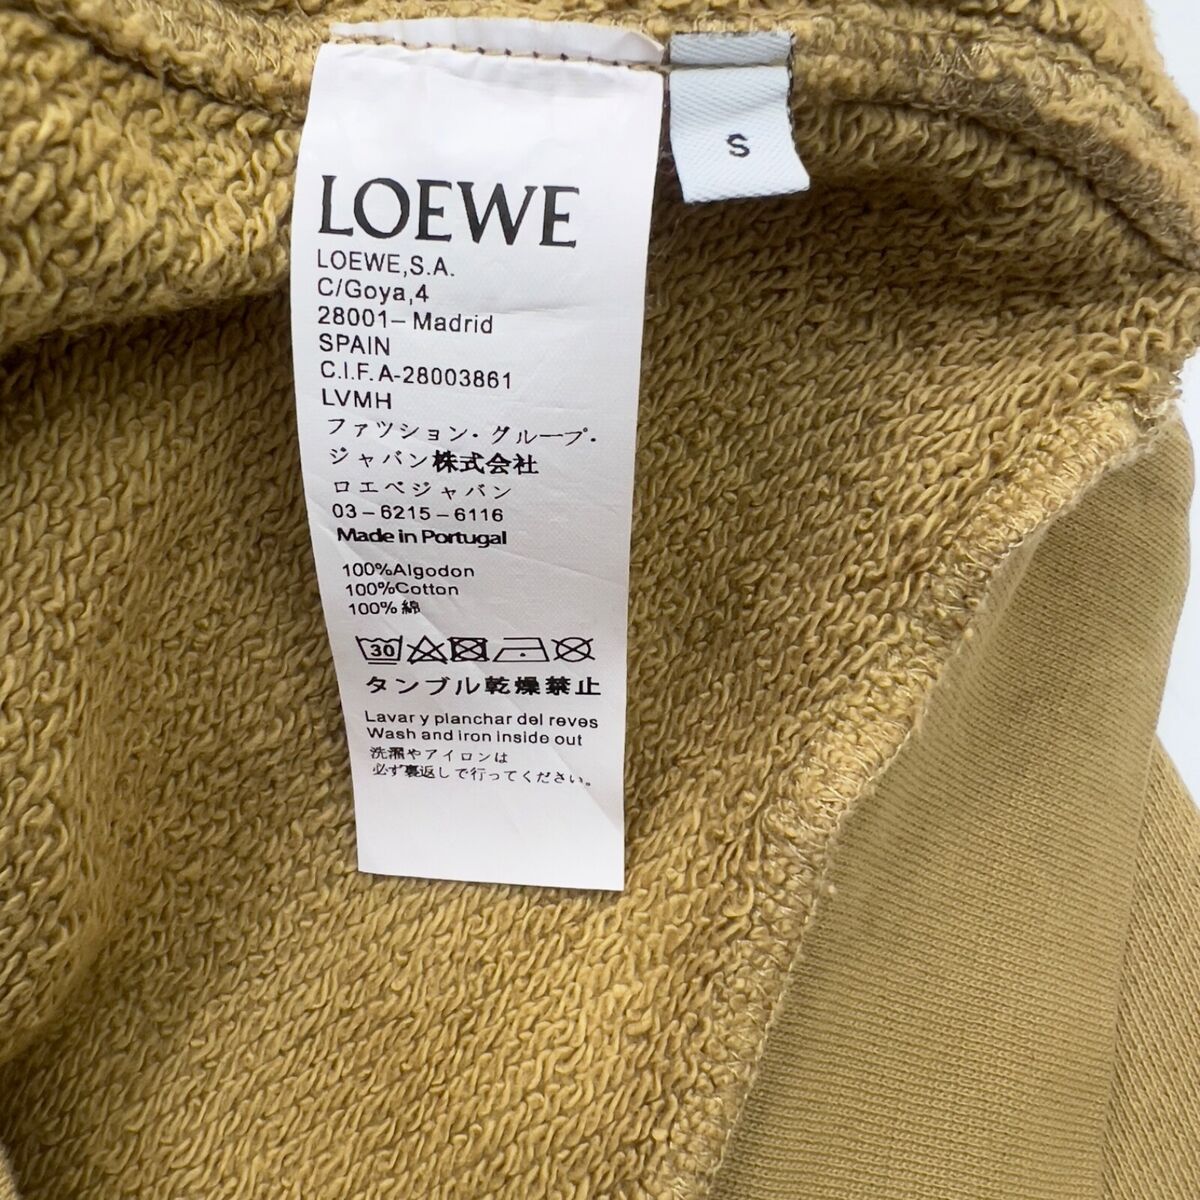 S
LOEWE
LOEWE,S.A.
C/Goya,4
28001– Madrid
SPAIN
C.I.F.A-28003861
LVMH
ファツション・グループ・
ジャバン株式会社
ロエベジャバン
03－6215－6116
Made in Portugal
100%Algodon
100%Cotton
100%綿
30
タンブル乾燥禁止
Lavar y planchar del reves
Wash and iron inside out
洗濯やアイロンは
必ず裏返しで行ってください。